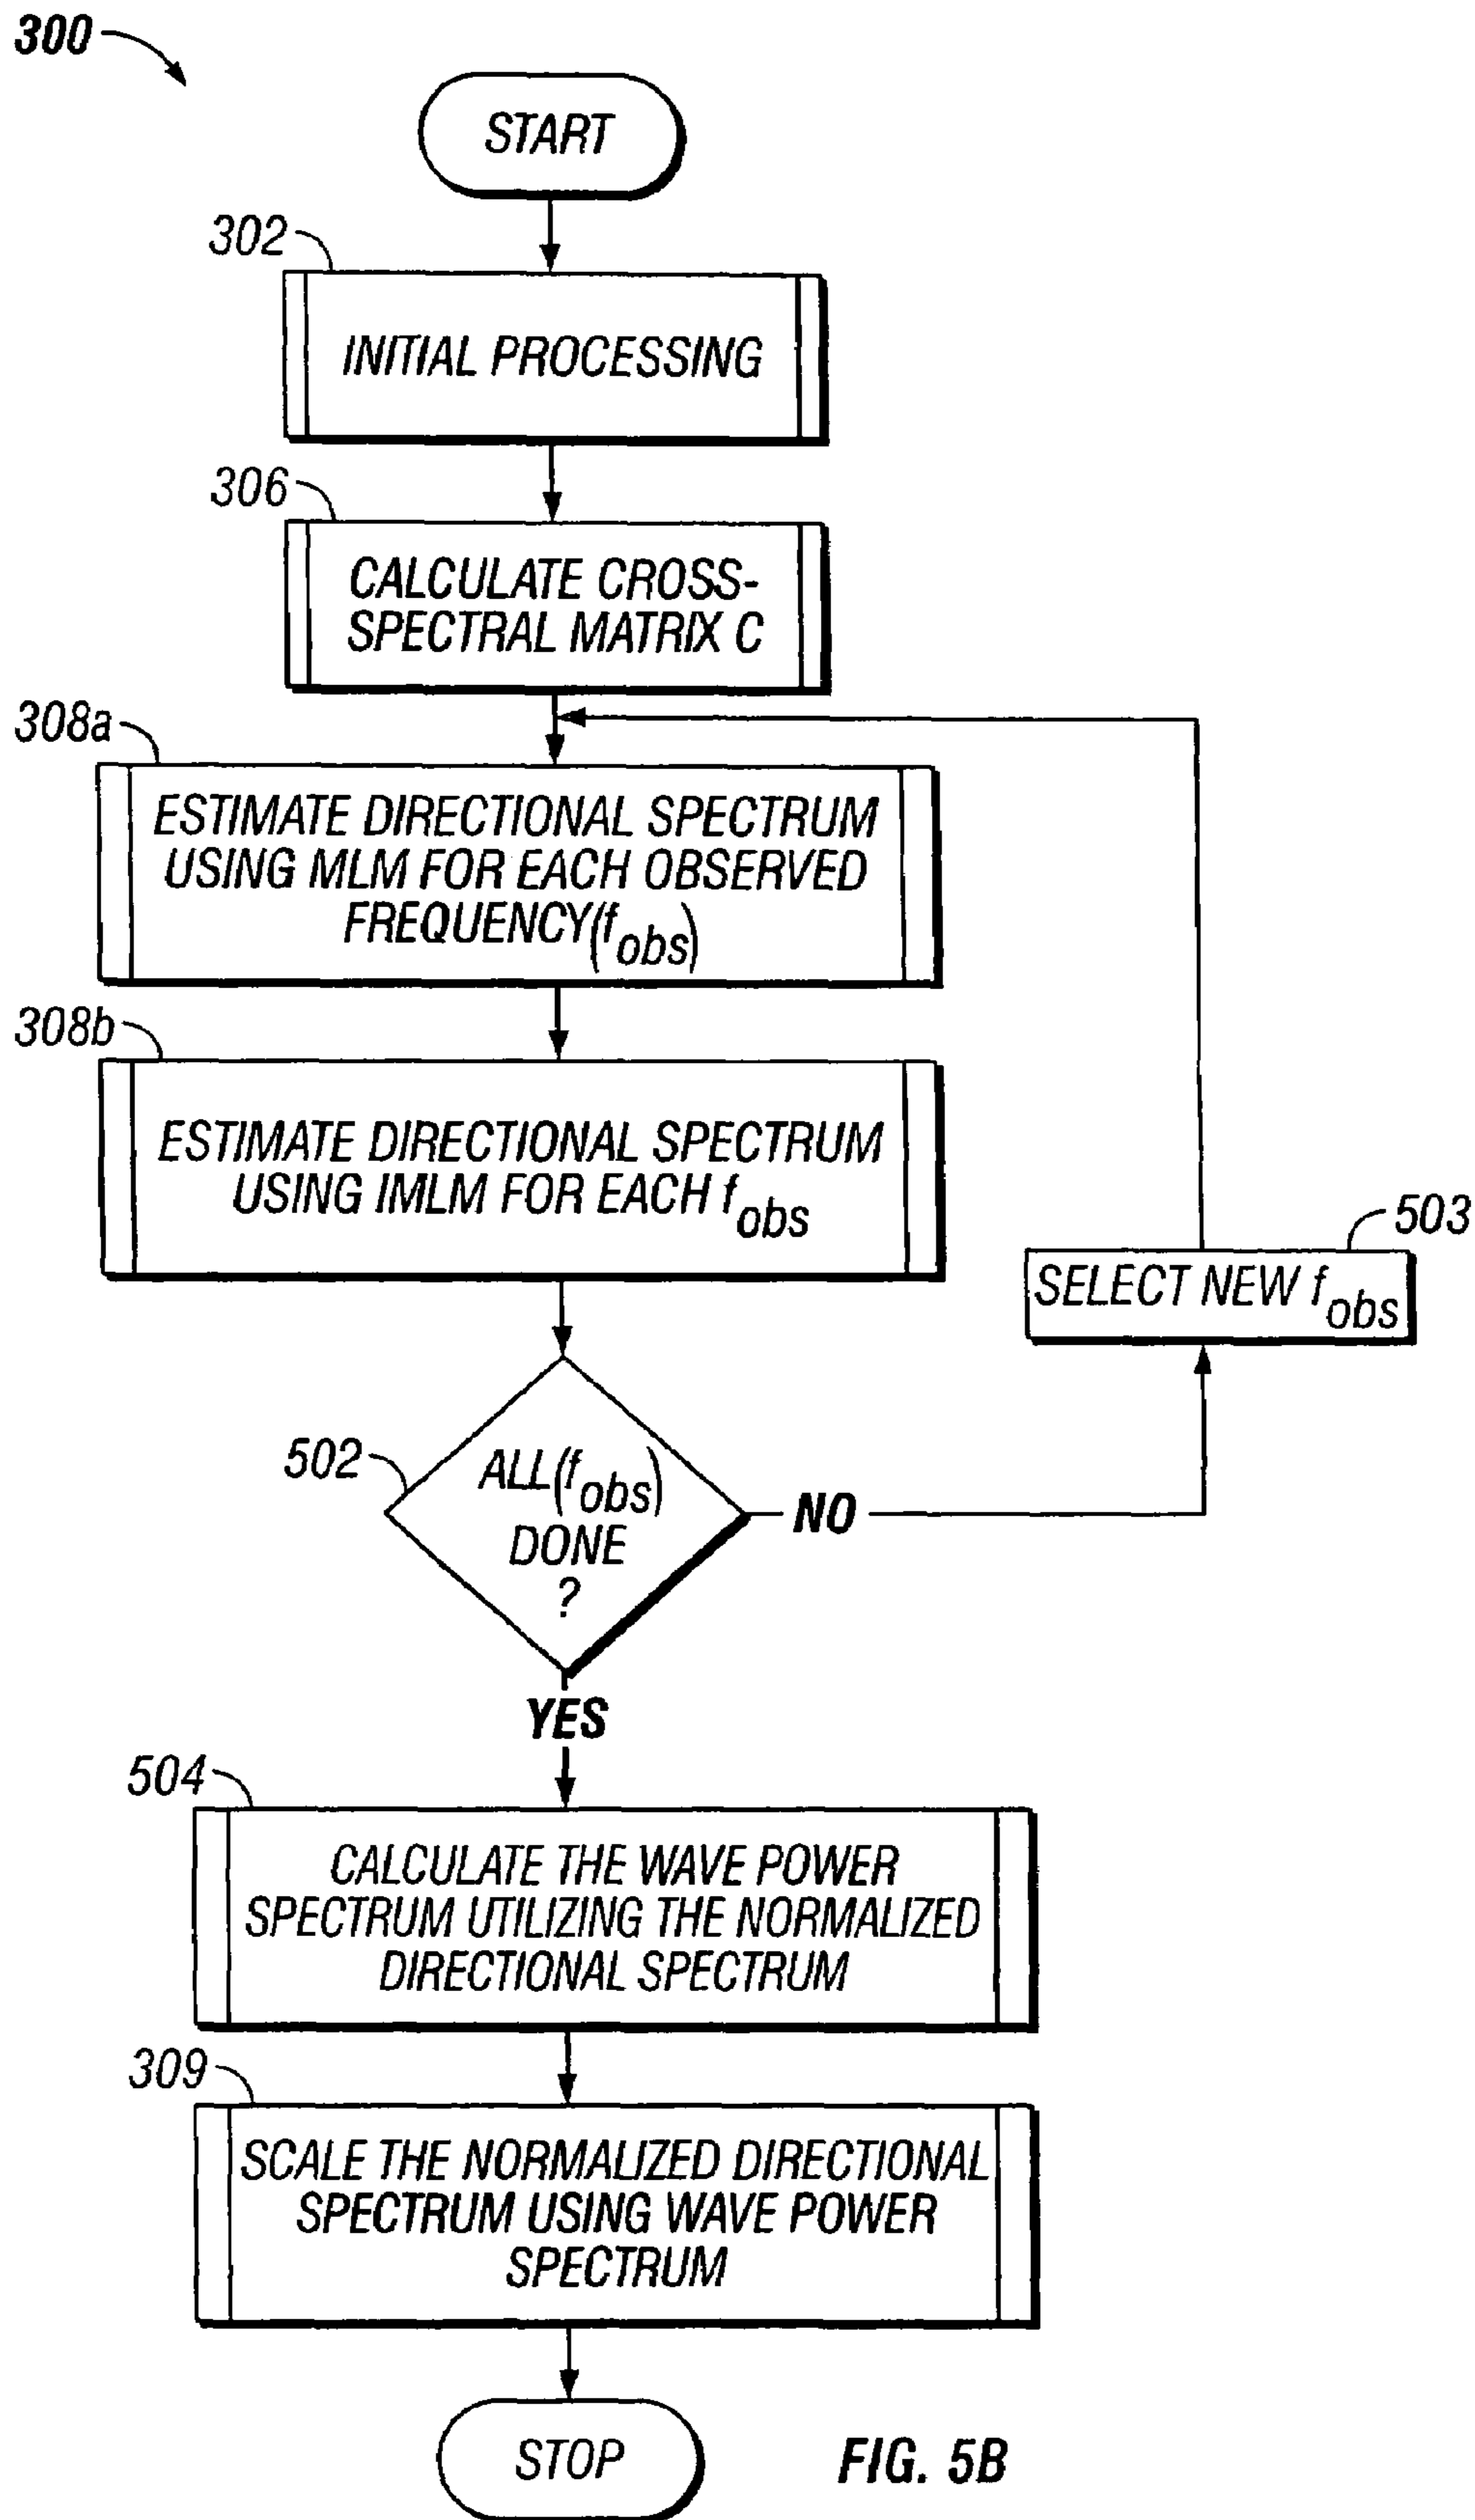 300
START
302
INITIAL PROCESSING
306
CALCULATE CROSS-
SPECTRAL MATRIX C
308a
ESTIMATE DIRECTIONAL SPECTRUM
USING MLM FOR EACH OBSERVED
FREQUENCY(fobs)
308b
ESTIMATE DIRECTIONAL SPECTRUM
USING IMLM FOR EACH fobs
503
SELECT NEW fobs
502
ALL(fobs)
DONE
?
NO
YES
504
CALCULATE THE WAVE POWER
SPECTRUM UTILIZING THE NORMALIZED
DIRECTIONAL SPECTRUM
309
SCALE THE NORMALIZED DIRECTIONAL
SPECTRUM USING WAVE POWER
SPECTRUM
STOP
FIG. 5B